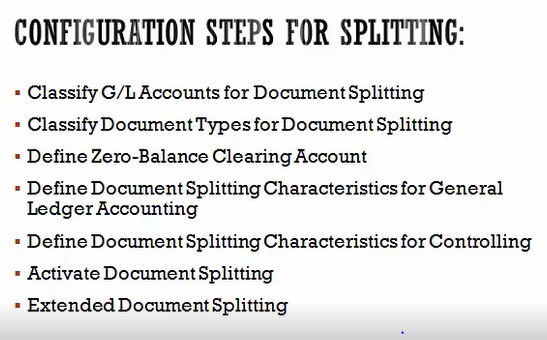 CONFIGURATION STEPS FOR SPLITTING:
▪ Classify G/L Accounts for Document Splitting
▪ Classify Document Types for Document Splitting
▪ Define Zero-Balance Clearing Account
▪ Define Document Splitting Characteristics for General
Ledger Accounting
▪ Define Document Splitting Characteristics for Controlling
▪ Activate Document Splitting
▪ Extended Document Splitting